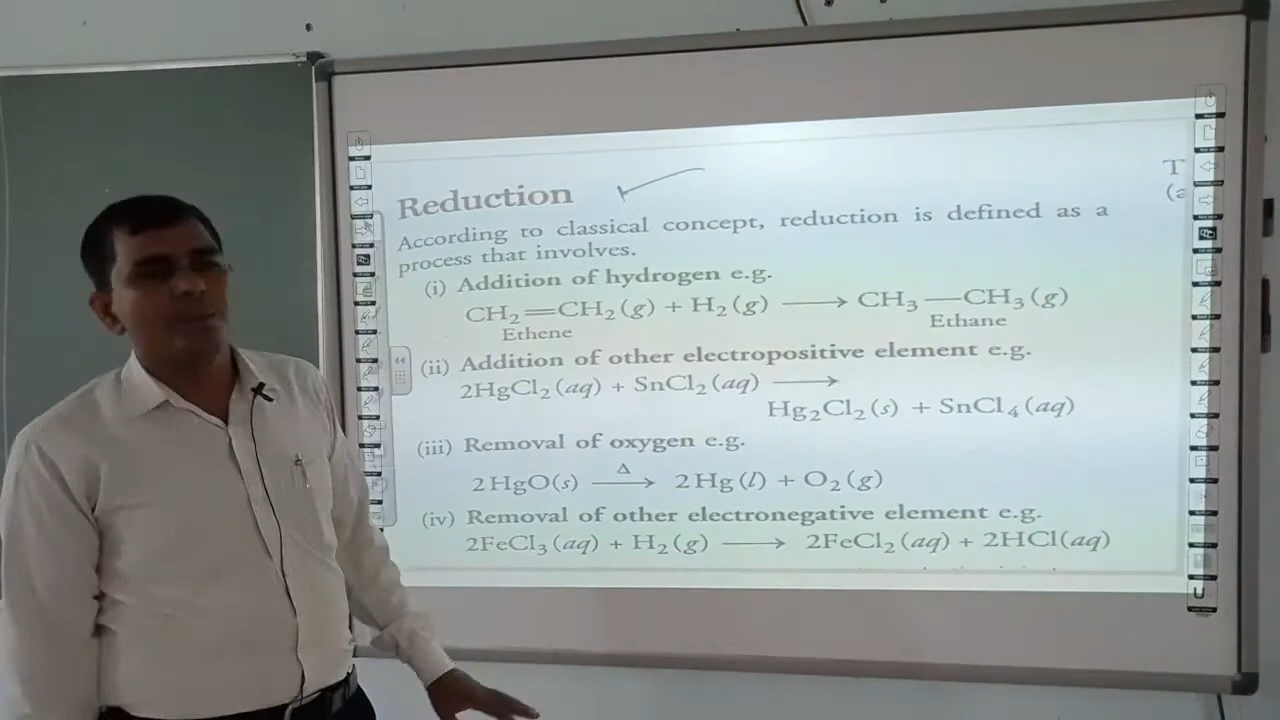 Reduction
According to classical concept, reduction is defined as a
process that involves.
(i) Addition of hydrogen e.g.
CH₂=CH₂(g) + H₂(g) ⟶ CH₃—CH₃(g)
Ethene Ethane
(ii) Addition of other electropositive element e.g.
2HgCl₂(aq) + SnCl₂(aq) ⟶
Hg₂Cl₂(s) + SnCl₄(aq)
(iii) Removal of oxygen e.g.
Δ
2HgO(s) ⟶ 2Hg(l) + O₂(g)
(iv) Removal of other electronegative element e.g.
2FeCl₃(aq) + H₂(g) ⟶ 2FeCl₂(aq) + 2HCl(aq)
T